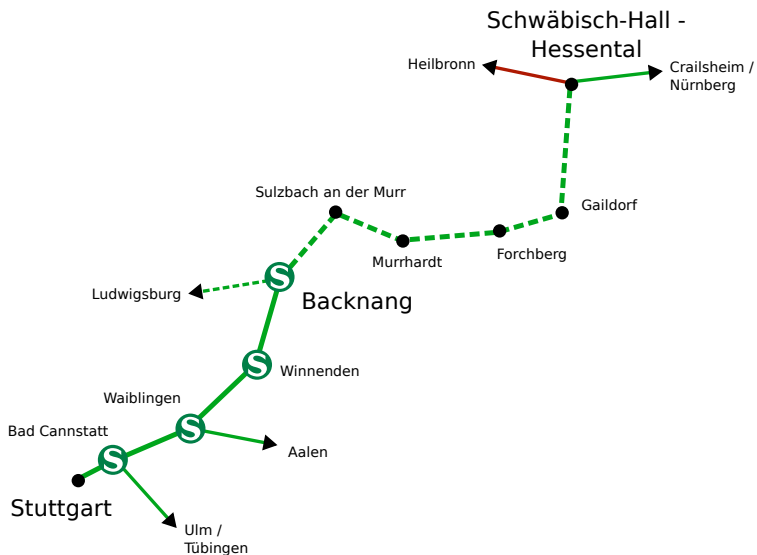 Schwäbisch-Hall -
Hessental
Heilbronn
Crailsheim /
Nürnberg
Sulzbach an der Murr
Gaildorf
Murrhardt
Forchberg
Ludwigsburg
S
Backnang
S
Winnenden
Waiblingen
S
Bad Cannstatt
S
Aalen
Stuttgart
Ulm /
Tübingen